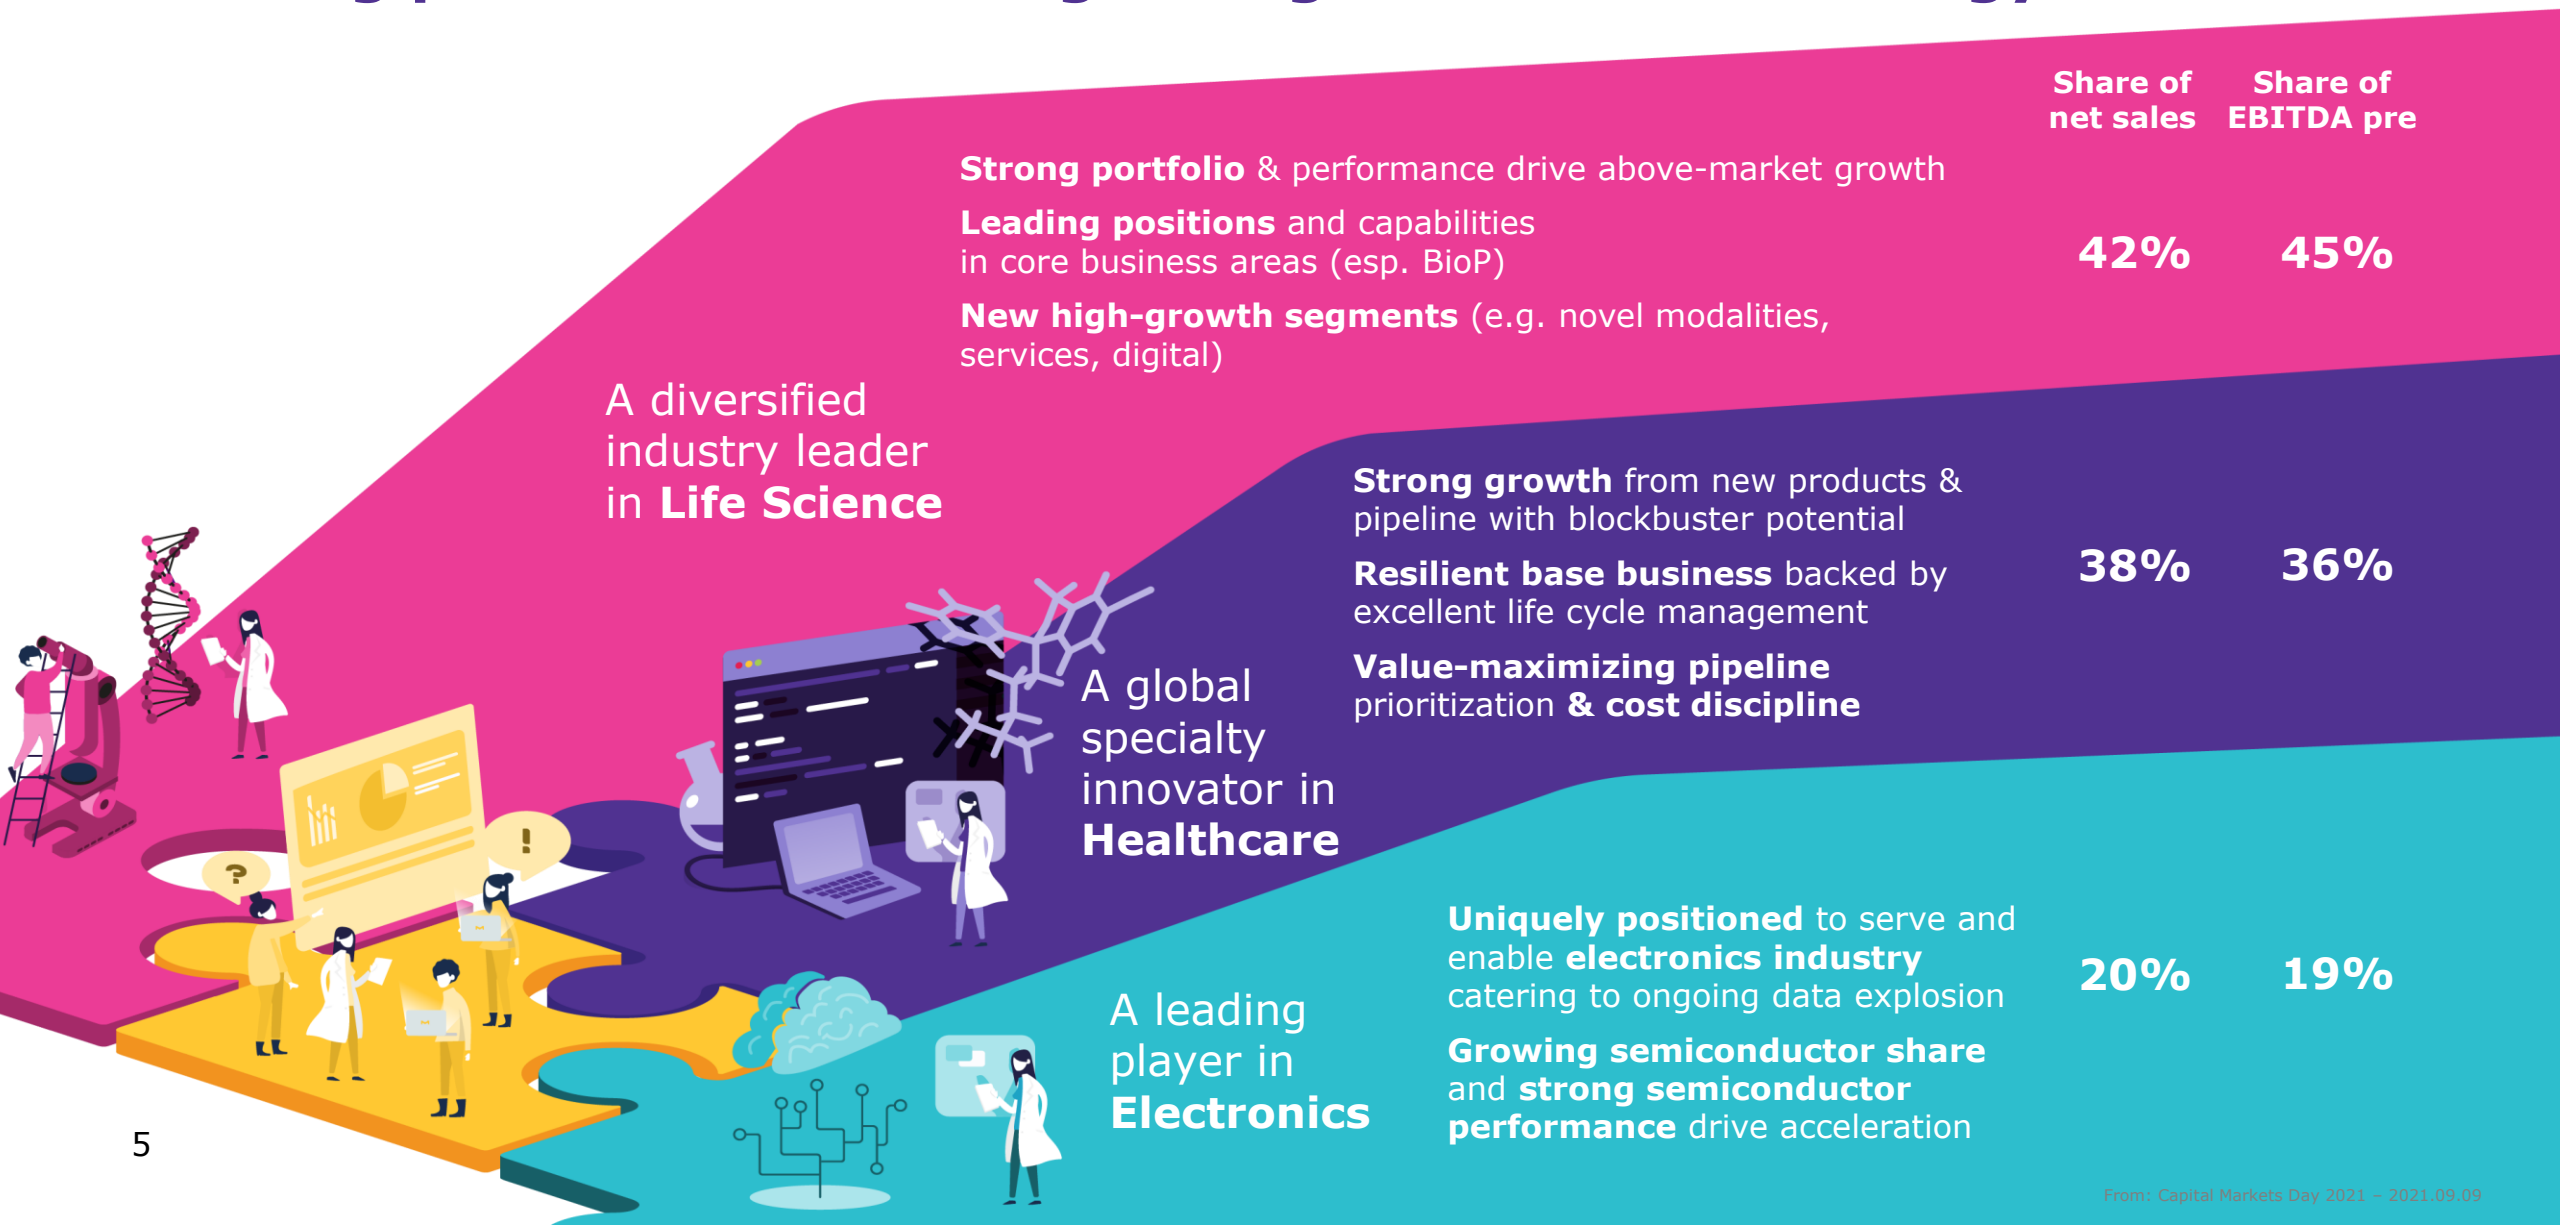 Share of
net sales
Share of
EBITDA pre
A diversified
industry leader
in Life Science
Strong portfolio & performance drive above-market growth
Leading positions and capabilities
in core business areas (esp. BioP)
New high-growth segments (e.g. novel modalities,
services, digital)
42%
45%
A global
specialty
innovator in
Healthcare
Strong growth from new products &
pipeline with blockbuster potential
Resilient base business backed by
excellent life cycle management
Value-maximizing pipeline
prioritization & cost discipline
38%
36%
A leading
player in
Electronics
Uniquely positioned to serve and
enable electronics industry
catering to ongoing data explosion
Growing semiconductor share
and strong semiconductor
performance drive acceleration
20%
19%
?
!
5
From: Capital Markets Day 2021 – 2021.09.09